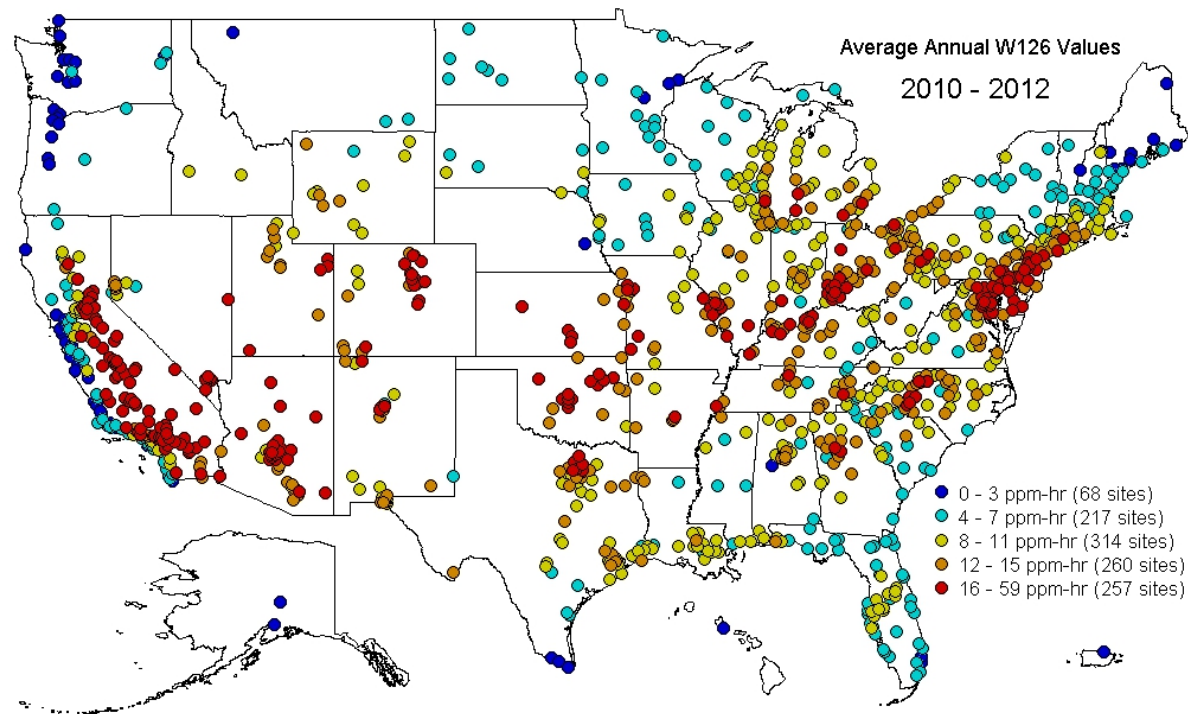 Average Annual W126 Values
2010 - 2012
0 - 3 ppm-hr (68 sites)
4 - 7 ppm-hr (217 sites)
8 - 11 ppm-hr (314 sites)
12 - 15 ppm-hr (260 sites)
16 - 59 ppm-hr (257 sites)